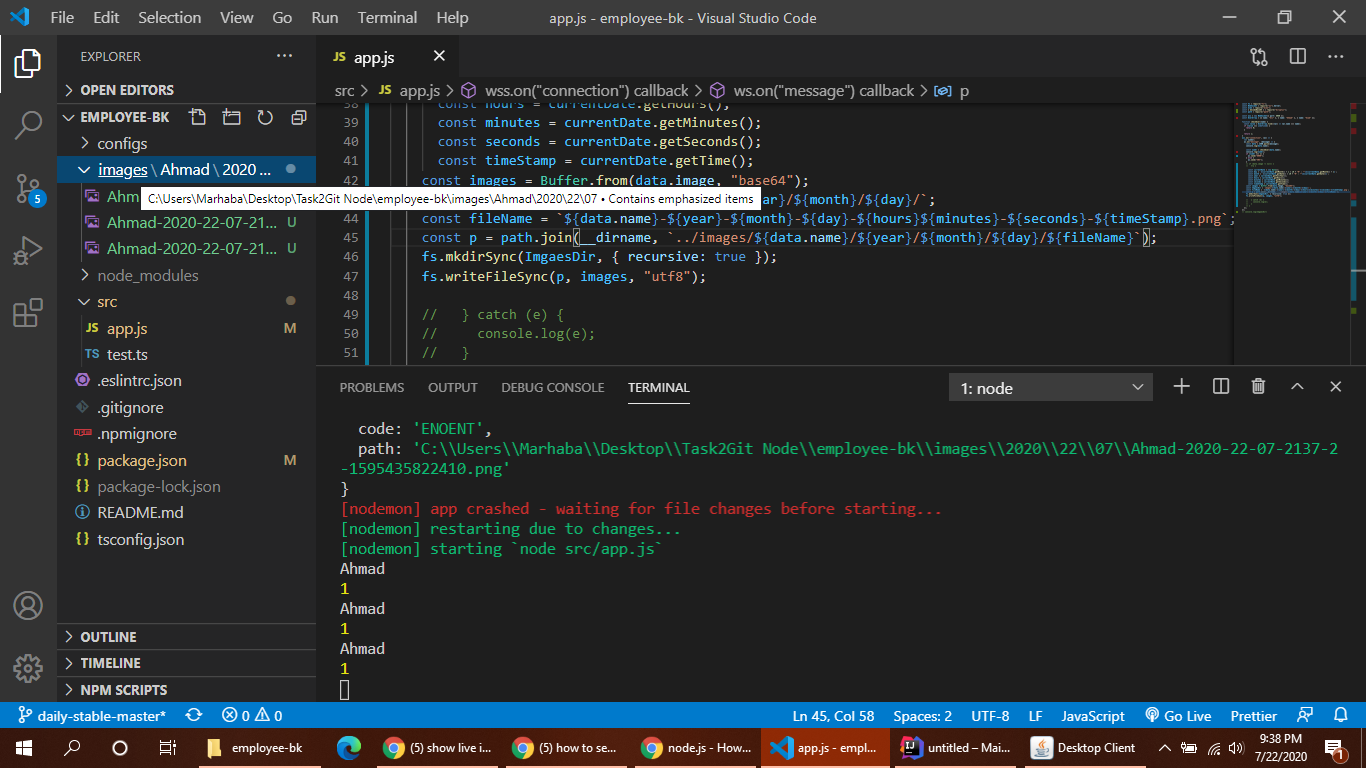 File Edit Selection View Go Run Terminal Help app.js - employee-bk - Visual Studio Code
EXPLORER
OPEN EDITORS
EMPLOYEE-BK
configs
images \ Ahmad \ 2020 ...
Ahm
Ahmad-2020-22-07-21... U
Ahmad-2020-22-07-21... U
node_modules
src
JS app.js M
TS test.ts
.eslintrc.json
.gitignore
.npmignore
{} package.json M
{} package-lock.json
README.md
{} tsconfig.json
OUTLINE
TIMELINE
NPM SCRIPTS
5
C:\Users\Marhaba\Desktop\Task2Git Node\employee-bk\images\Ahmad\2020\22\07 • Contains emphasized items
JS app.js
src > JS app.js > wss.on("connection") callback > ws.on("message") callback > p
38 const hours = currentDate.getHours();
39 const minutes = currentDate.getMinutes();
40 const seconds = currentDate.getSeconds();
41 const timeStamp = currentDate.getTime();
42 const images = Buffer.from(data.image, "base64");
ar}/${month}/${day}/`;
44 const fileName = `${data.name}-${year}-${month}-${day}-${hours}${minutes}-${seconds}-${timeStamp}.png`;
45 const p = path.join(__dirname, `../images/${data.name}/${year}/${month}/${day}/${fileName}`);
46 fs.mkdirSync(ImgaesDir, { recursive: true });
47 fs.writeFileSync(p, images, "utf8");
48
49 // } catch (e) {
50 // console.log(e);
51 // }
PROBLEMS OUTPUT DEBUG CONSOLE TERMINAL 1: node
code: 'ENOENT',
path: 'C:\\Users\\Marhaba\\Desktop\\Task2Git Node\\employee-bk\\images\\2020\\22\\07\\Ahmad-2020-22-07-2137-2
-1595435822410.png'
}
[nodemon] app crashed - waiting for file changes before starting...
[nodemon] restarting due to changes...
[nodemon] starting `node src/app.js`
Ahmad
1
Ahmad
1
Ahmad
1
daily-stable-master* 0 0 Ln 45, Col 58 Spaces: 2 UTF-8 LF JavaScript Go Live Prettier
employee-bk (5) show live i... (5) how to se... node.js - How... app.js - empl... untitled – Mai... Desktop Client 9:38 PM
7/22/2020
1